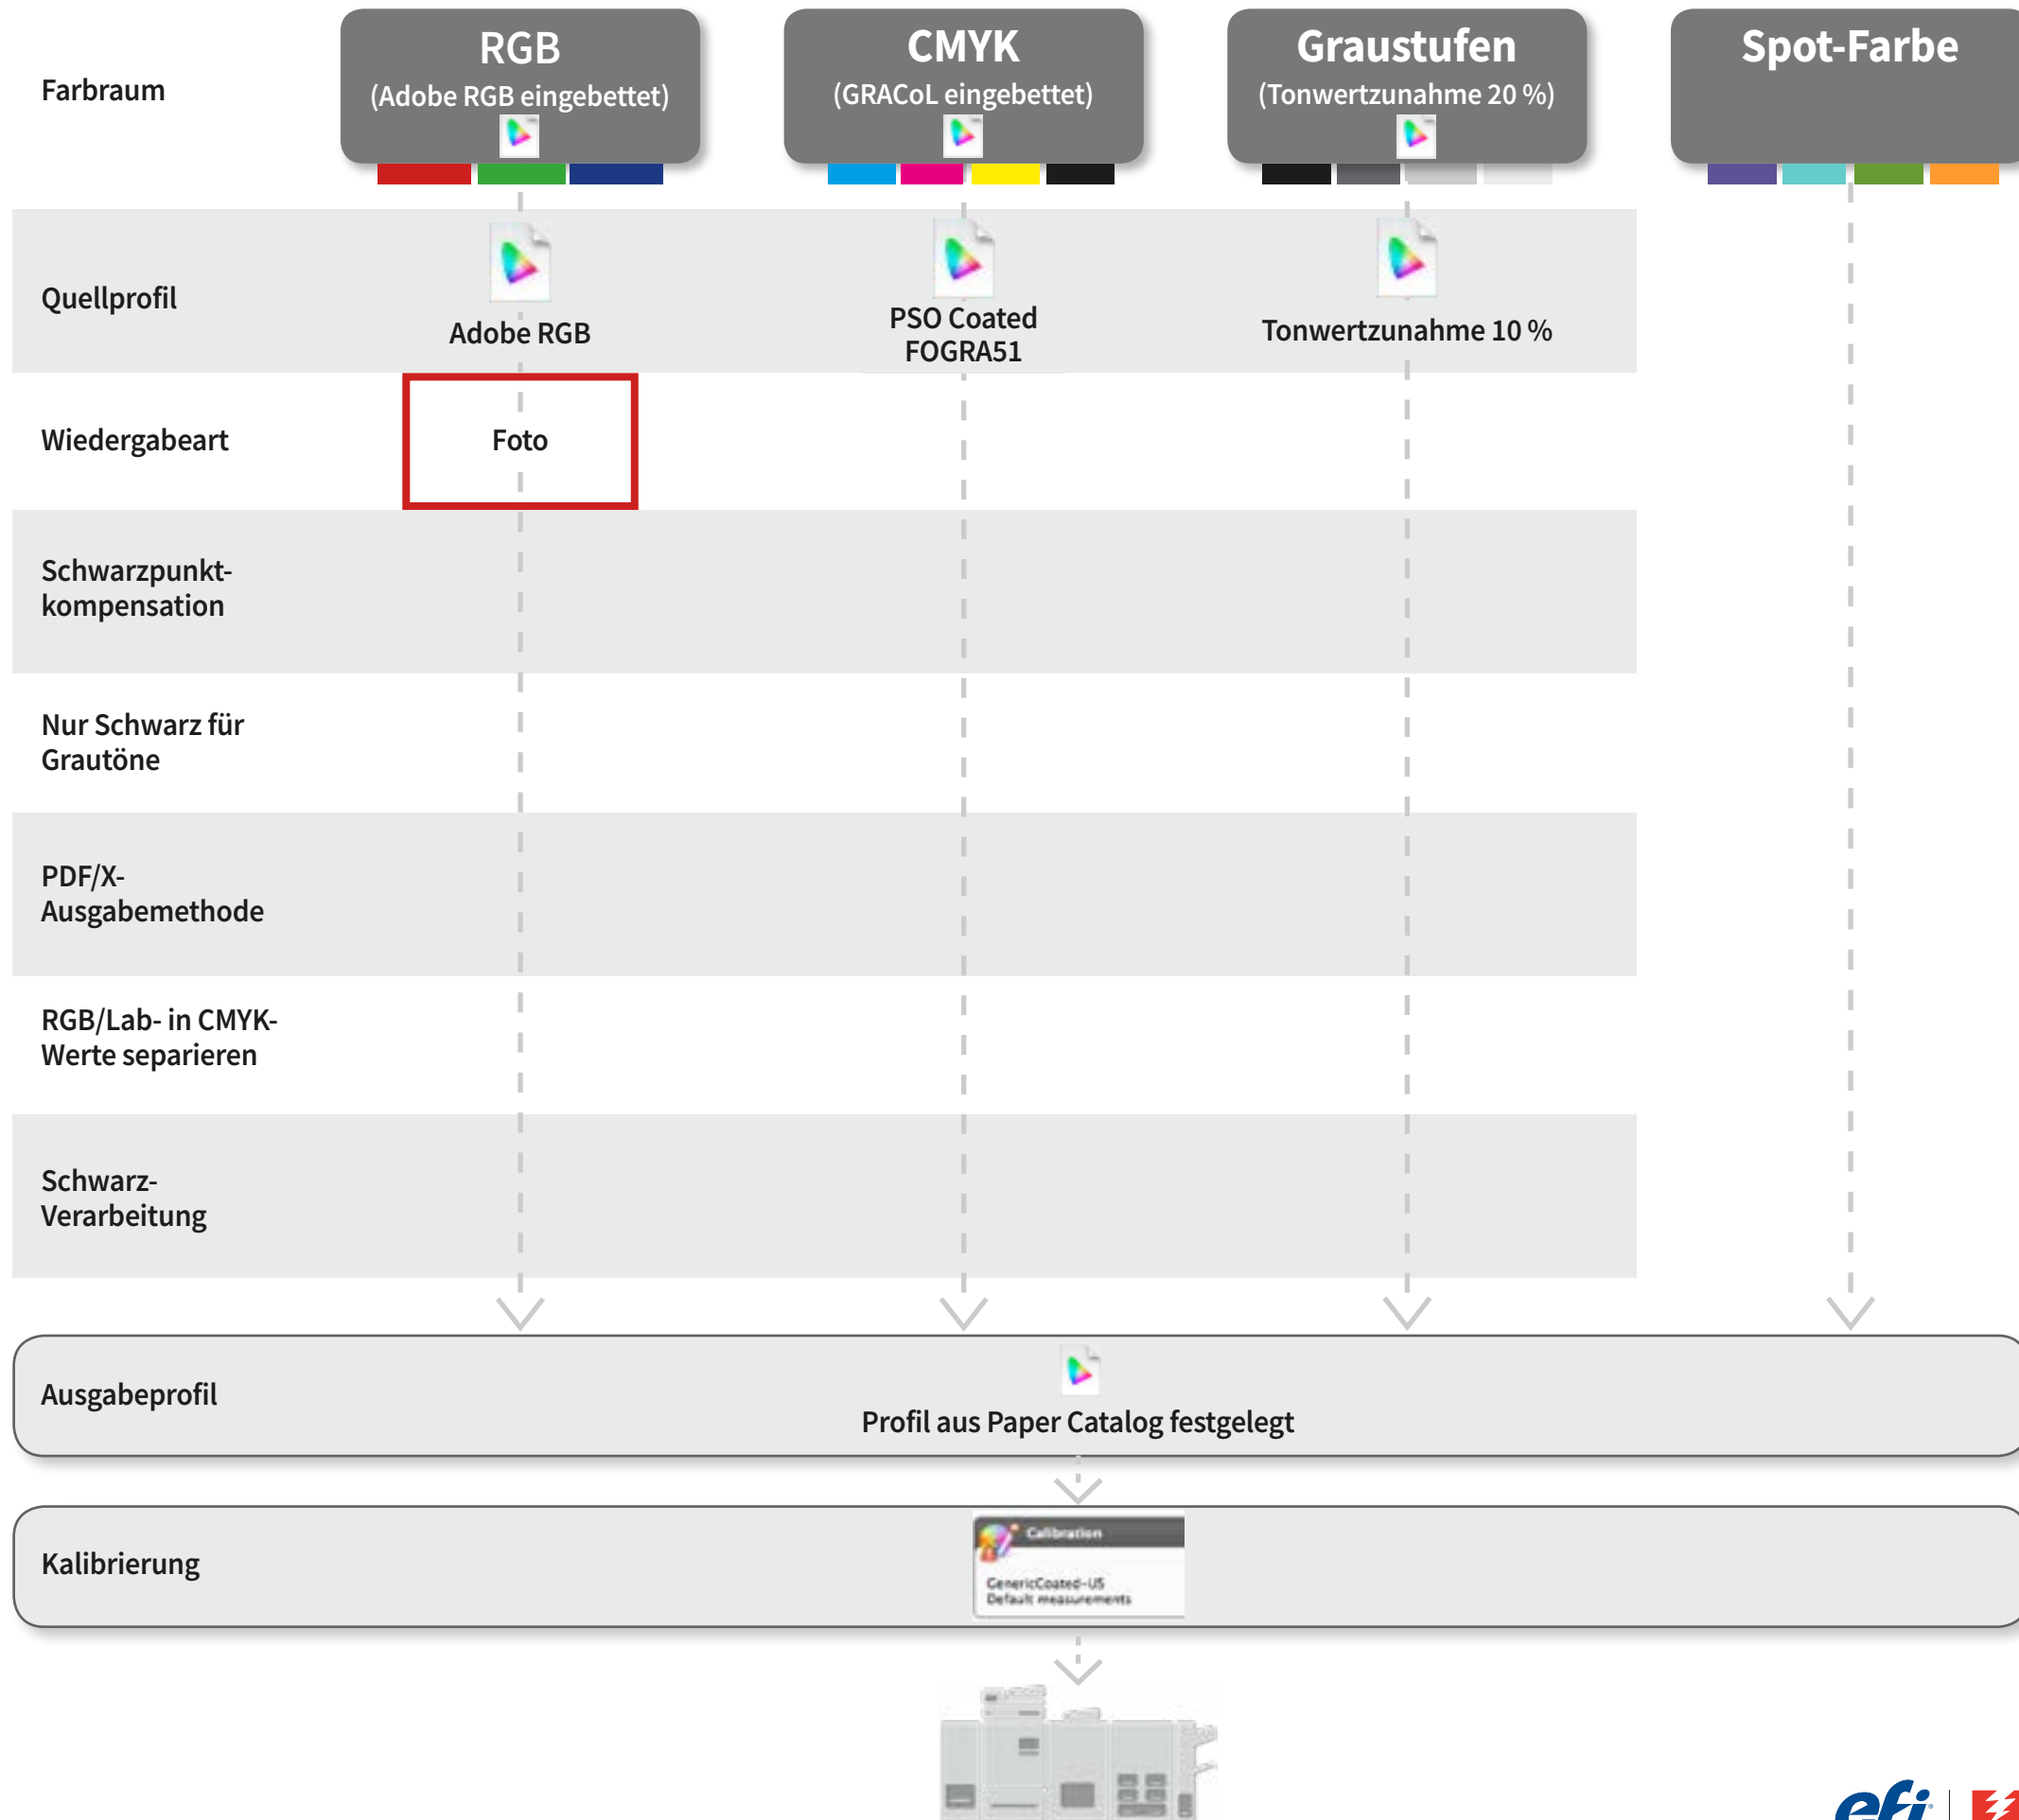 RGB
(Adobe RGB eingebettet)
CMYK
(GRACoL eingebettet)
Graustufen
(Tonwertzunahme 20 %)
Spot-Farbe
Farbraum
Quellprofil
Adobe RGB
PSO Coated
FOGRA51
Tonwertzunahme 10 %
Wiedergabeart
Foto
Schwarzpunkt-
kompensation
Nur Schwarz für
Grautöne
PDF/X-
Ausgabemethode
RGB/Lab- in CMYK-
Werte separieren
Schwarz-
Verarbeitung
Ausgabeprofil
Profil aus Paper Catalog festgelegt
Kalibrierung
Calibration
GenericCoated-US
Default measurements
efi